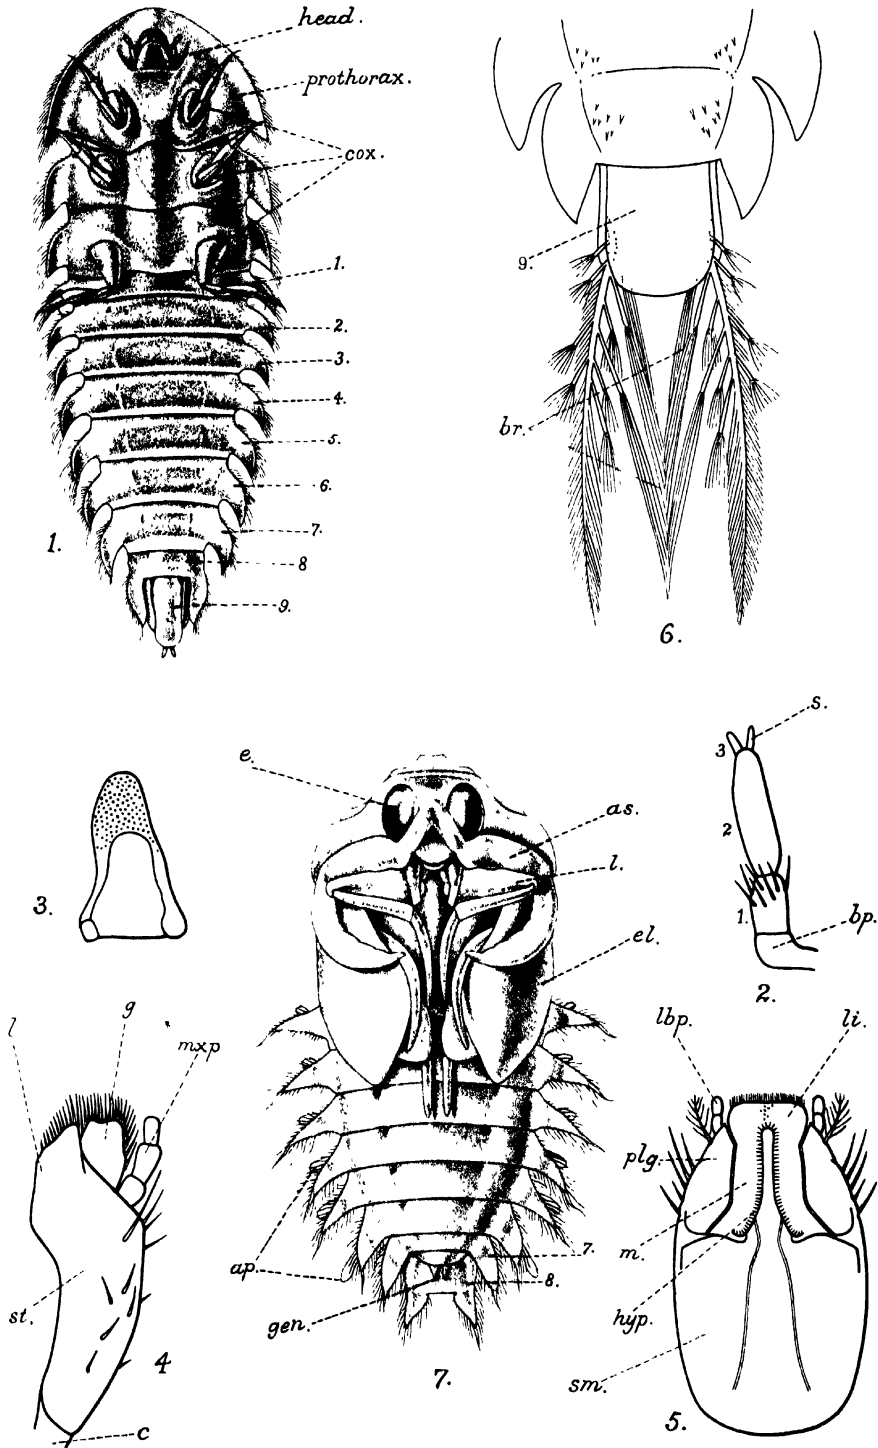 head.
prothorax.
cox.
1.
2.
3.
4.
5.
6.
7.
8
9.
1.
9.
br.
6.
3.
e.
as.
l.
el.
ap.
gen.
7.
8.
7.
s.
3
2
1.
bp.
2.
l
g
mxp
st.
4
c
lbp.
li.
plg.
m.
hyp.
sm.
5.